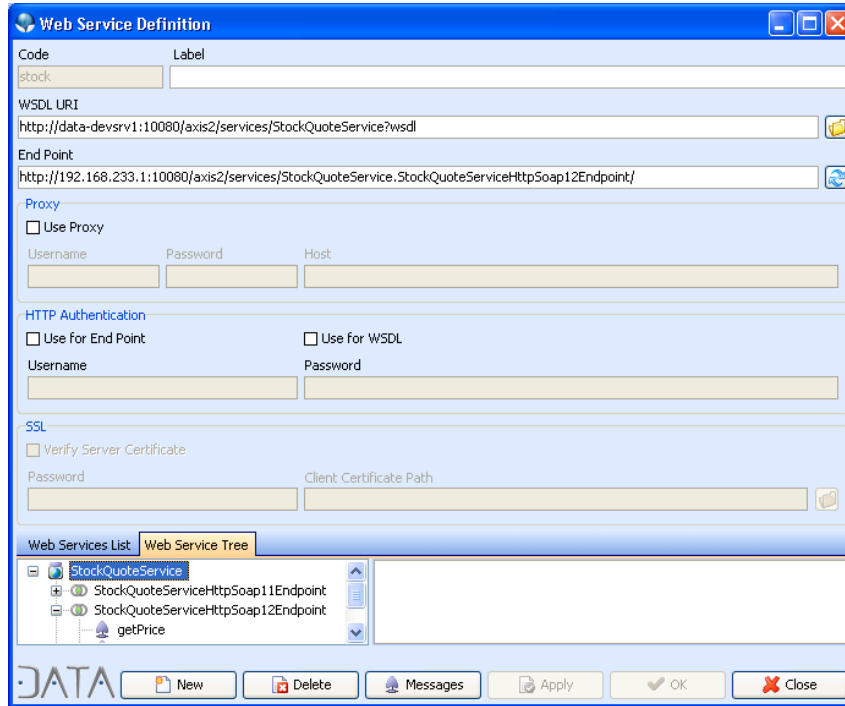 Web Service Definition
Code Label
stock
WSDL URI
http://data-devsrv1:10080/axis2/services/StockQuoteService?wsdl
End Point
http://192.168.233.1:10080/axis2/services/StockQuoteService.StockQuoteServiceHttpSoap12Endpoint/
Proxy
Use Proxy
Username Password Host
HTTP Authentication
Use for End Point Use for WSDL
Username Password
SSL
Verify Server Certificate
Password Client Certificate Path
Web Services List Web Service Tree
StockQuoteService
StockQuoteServiceHttpSoap11Endpoint
StockQuoteServiceHttpSoap12Endpoint
getPrice
DATA New Delete Messages Apply OK Close